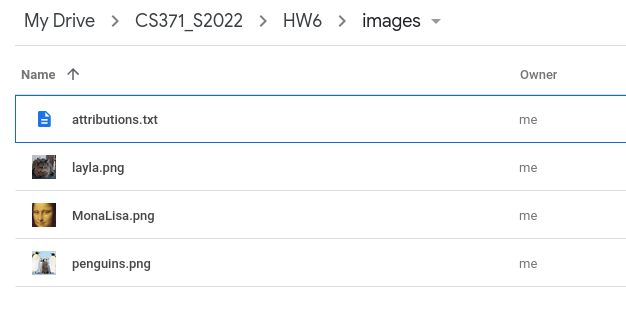 My Drive > CS371_S2022 > HW6 > images
Name Owner
attributions.txt me
layla.png me
MonaLisa.png me
penguins.png me